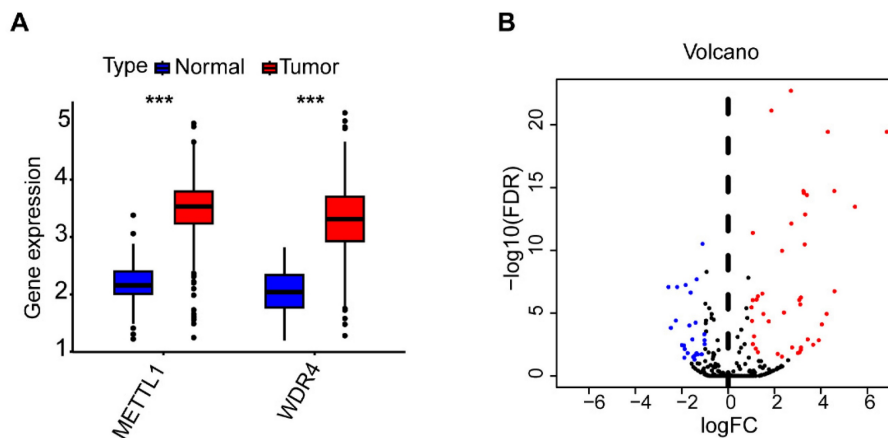 A
Type Normal Tumor
*** ***
5
4
3
2
1
Gene expression
METTL1 WDR4
B
Volcano
20
15
10
5
0
−log10(FDR)
−6 −4 −2 0 2 4 6
logFC